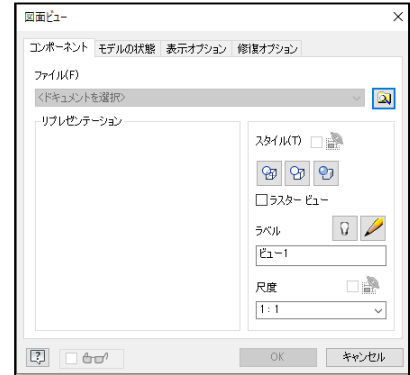 図面ビュー
コンポーネント モデルの状態 表示オプション 修復オプション
ファイル(F)
<ドキュメントを選択>
リプレゼンテーション
スタイル(T)
ラスター ビュー
ラベル
ビュー1
尺度
1 : 1
OK キャンセル